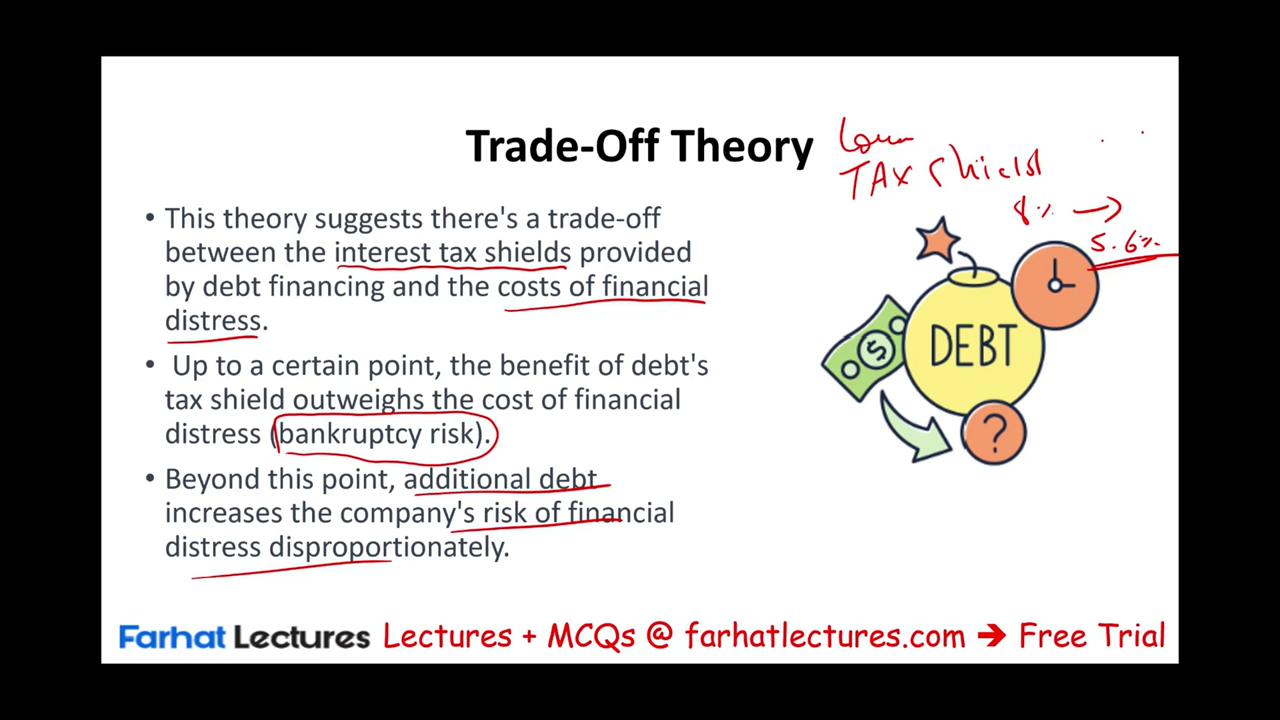 Trade-Off Theory
TAX shield
8% →
5.6%
• This theory suggests there's a trade-off
between the interest tax shields provided
by debt financing and the costs of financial
distress.
• Up to a certain point, the benefit of debt's
tax shield outweighs the cost of financial
distress (bankruptcy risk).
• Beyond this point, additional debt
increases the company's risk of financial
distress disproportionately.
$
DEBT
?
Farhat Lectures Lectures + MCQs @ farhatlectures.com ➔ Free Trial